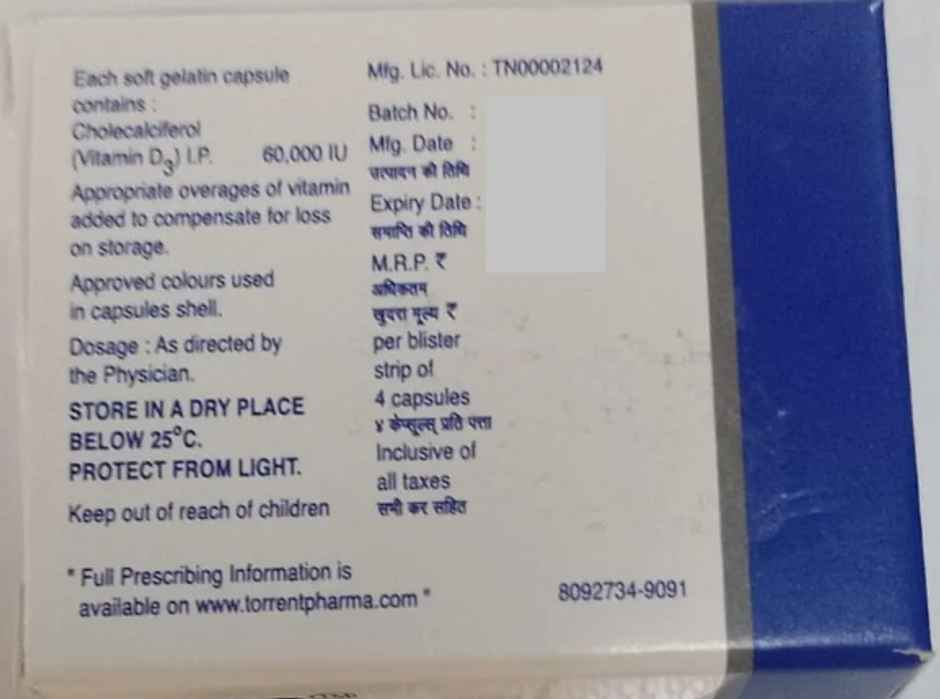 Each soft gelatin capsule
contains :
Cholecalciferol
(Vitamin D3) I.P. 60,000 IU
Appropriate overages of vitamin
added to compensate for loss
on storage.
Approved colours used
in capsules shell.
Dosage : As directed by
the Physician.
STORE IN A DRY PLACE
BELOW 25°C.
PROTECT FROM LIGHT.
Keep out of reach of children
* Full Prescribing Information is
available on www.torrentpharma.com *
Mfg. Lic. No. : TN00002124
Batch No. :
Mfg. Date :
उत्पादन की तिथि
Expiry Date :
समाप्ति की तिथि
M.R.P. ₹
अधिकतम
खुदरा मूल्य ₹
per blister
strip of
4 capsules
४ केप्सूल्स् प्रति पत्ता
Inclusive of
all taxes
सभी कर सहित
8092734-9091